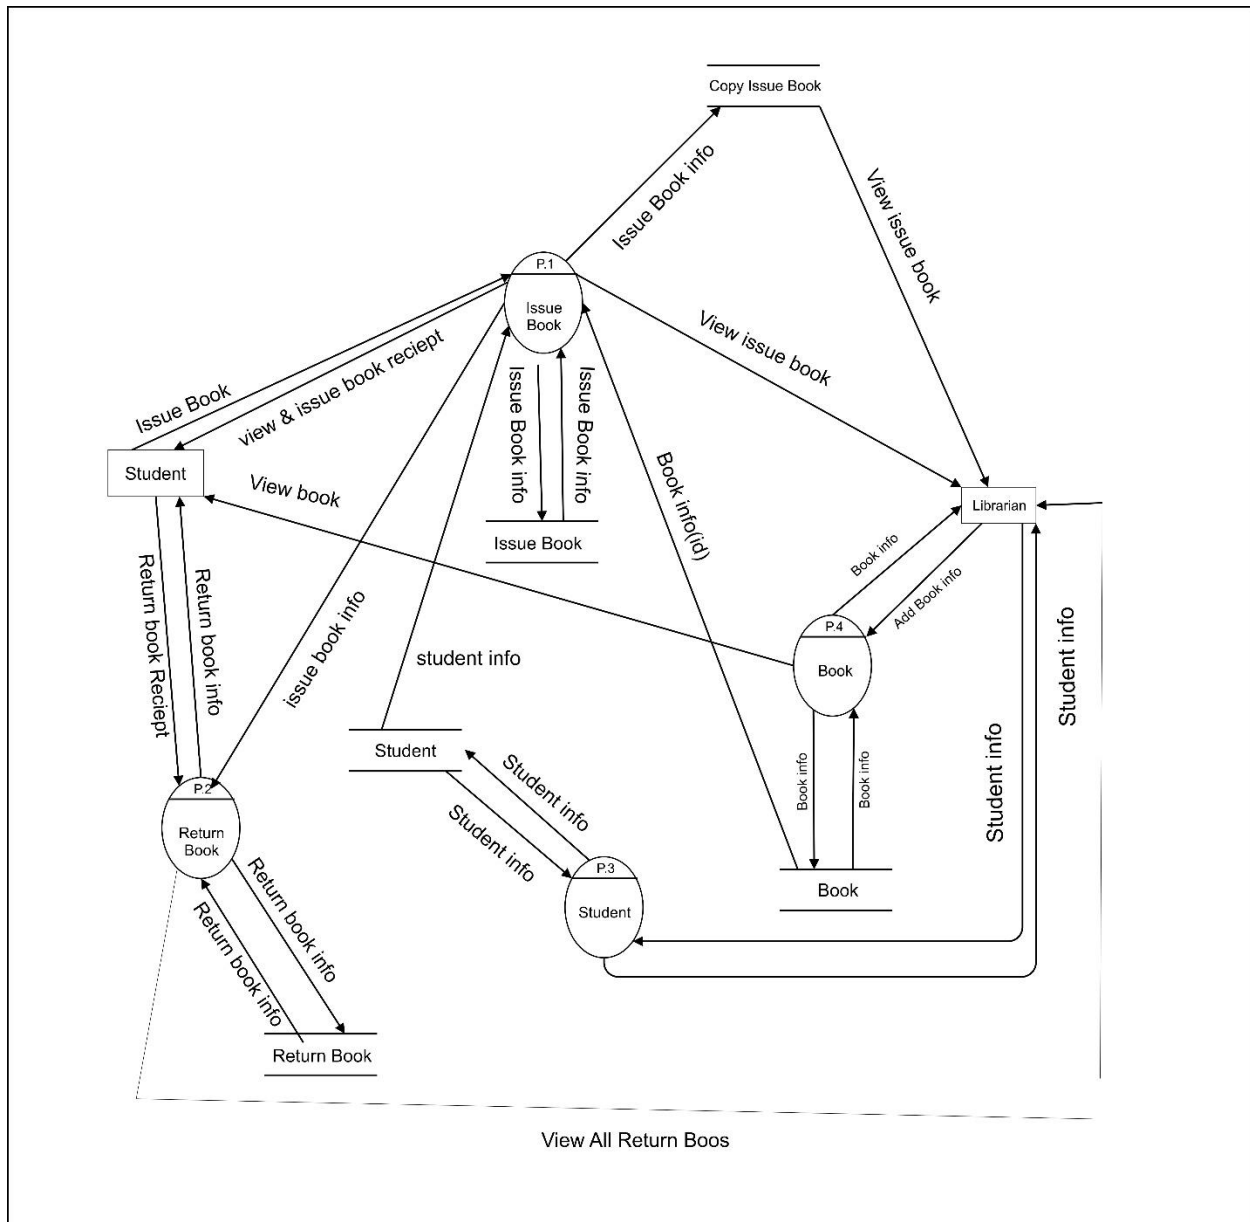 Copy Issue Book
Issue Book info
View issue book
P.1
Issue
Book
View issue book
Issue Book
view & issue book reciept
Issue Book info
Issue Book info
Student
View book
Book info(id)
Librarian
Issue Book
Book info
Add Book info
Return book Reciept
Return book info
issue book info
student info
P.4
Book
Student info
Student info
Student
Student info
Student info
Book info
Book info
P.2
Return
Book
P.3
Student
Book
Return book info
Return book info
Return Book
View All Return Boos